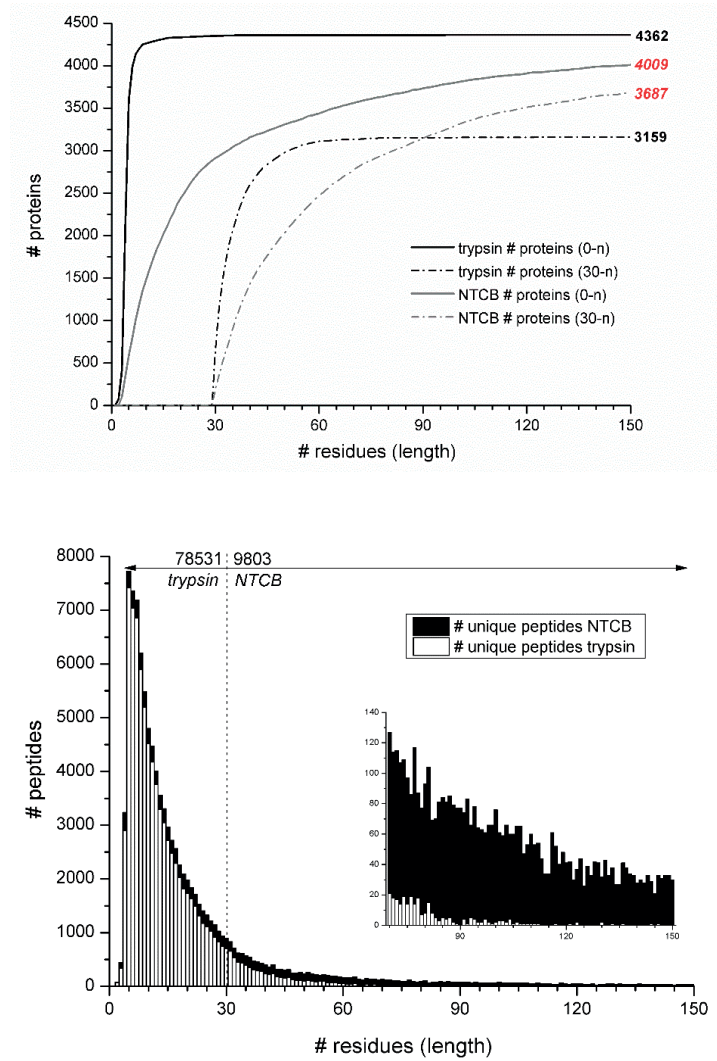 4500
4000
3500
3000
2500
2000
1500
1000
500
0
# proteins
4362
4009
3687
3159
trypsin # proteins (0-n)
trypsin # proteins (30-n)
NTCB # proteins (0-n)
NTCB # proteins (30-n)
0 30 60 90 120 150
# residues (length)
8000
7000
6000
5000
4000
3000
2000
1000
0
# peptides
78531 9803
trypsin NTCB
# unique peptides NTCB
# unique peptides trypsin
140
120
100
80
60
40
20
0
90 120 150
0 30 60 90 120 150
# residues (length)